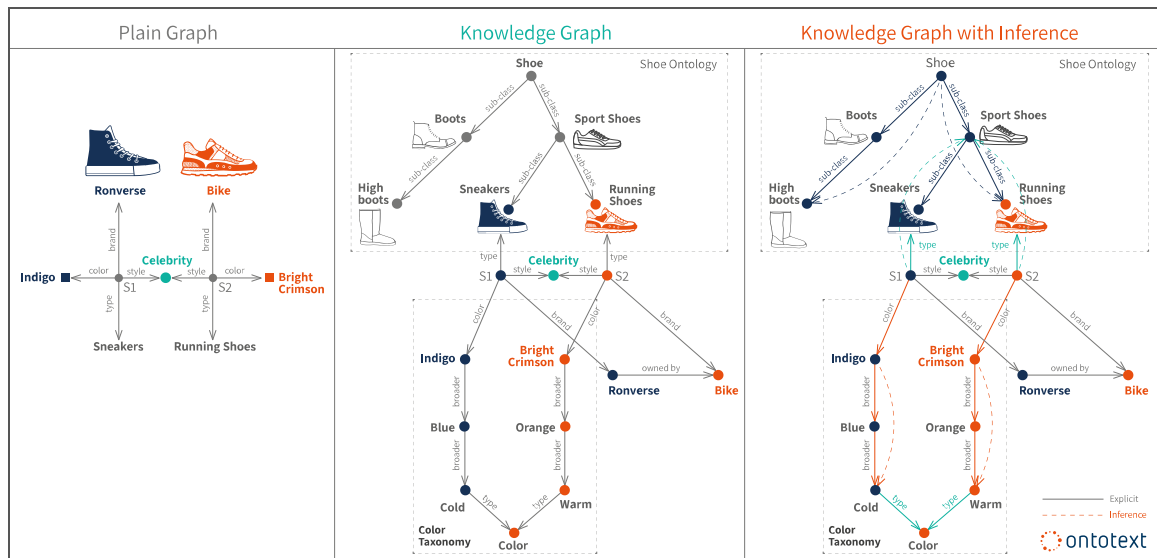 Plain Graph
Ronverse
Bike
brand
brand
Indigo
color
style
Celebrity
style
color
Bright
Crimson
S1
S2
type
type
Sneakers
Running Shoes
Knowledge Graph
Shoe
Shoe Ontology
sub-class
sub-class
Boots
Sport Shoes
sub-class
sub-class
sub-class
High
boots
Sneakers
Running
Shoes
type
type
Celebrity
S1
style
style
S2
color
brand
color
brand
Indigo
Bright
Crimson
owned by
Ronverse
Bike
broader
broader
Blue
Orange
broader
broader
Cold
Warm
type
type
Color
Taxonomy
Color
Knowledge Graph with Inference
Shoe
Shoe Ontology
sub-class
sub-class
Boots
Sport Shoes
sub-class
sub-class
sub-class
High
boots
Sneakers
Running
Shoes
type
type
Celebrity
S1
style
style
S2
color
brand
color
brand
Indigo
Bright
Crimson
owned by
Ronverse
Bike
broader
broader
Blue
Orange
broader
broader
Cold
Warm
type
type
Color
Taxonomy
Color
Explicit
Inference
ontotext